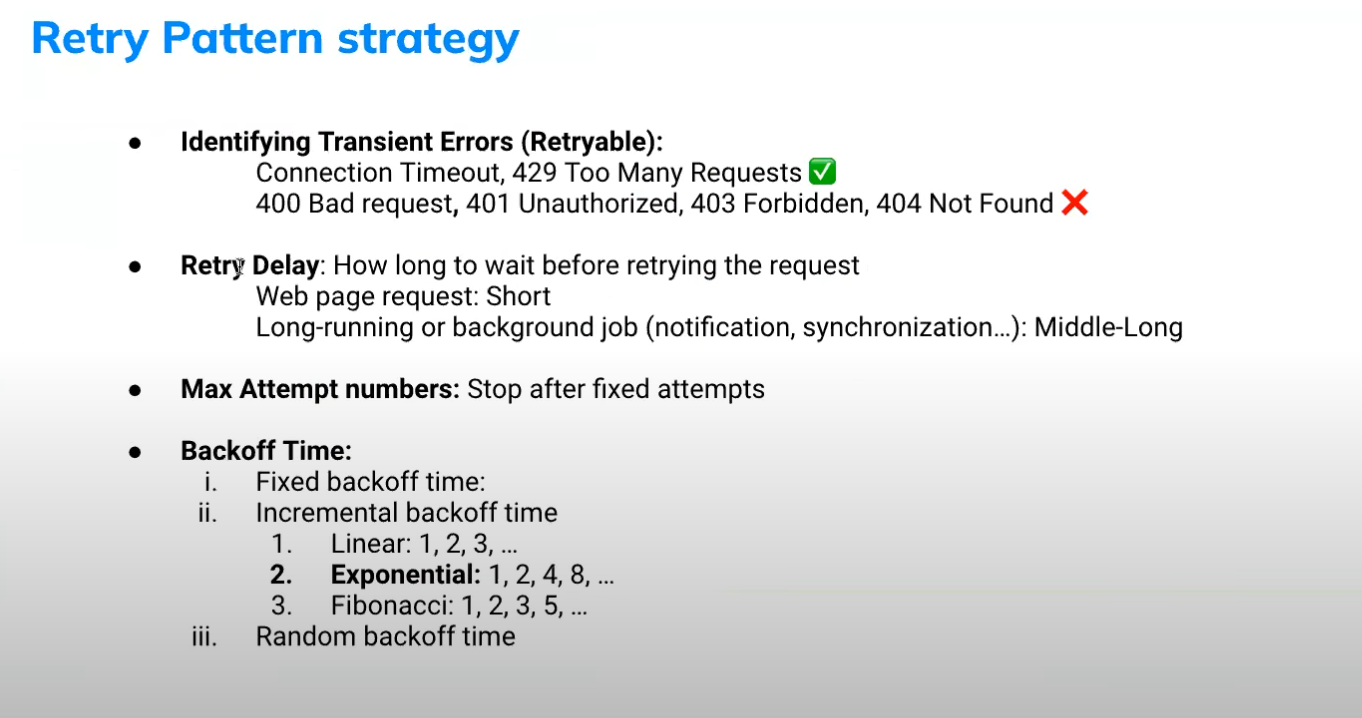 Retry Pattern strategy
● Identifying Transient Errors (Retryable):
Connection Timeout, 429 Too Many Requests ✅
400 Bad request, 401 Unauthorized, 403 Forbidden, 404 Not Found ❌
● Retry Delay: How long to wait before retrying the request
Web page request: Short
Long-running or background job (notification, synchronization...): Middle-Long
● Max Attempt numbers: Stop after fixed attempts
● Backoff Time:
i. Fixed backoff time:
ii. Incremental backoff time
1. Linear: 1, 2, 3, ...
2. Exponential: 1, 2, 4, 8, ...
3. Fibonacci: 1, 2, 3, 5, ...
iii. Random backoff time